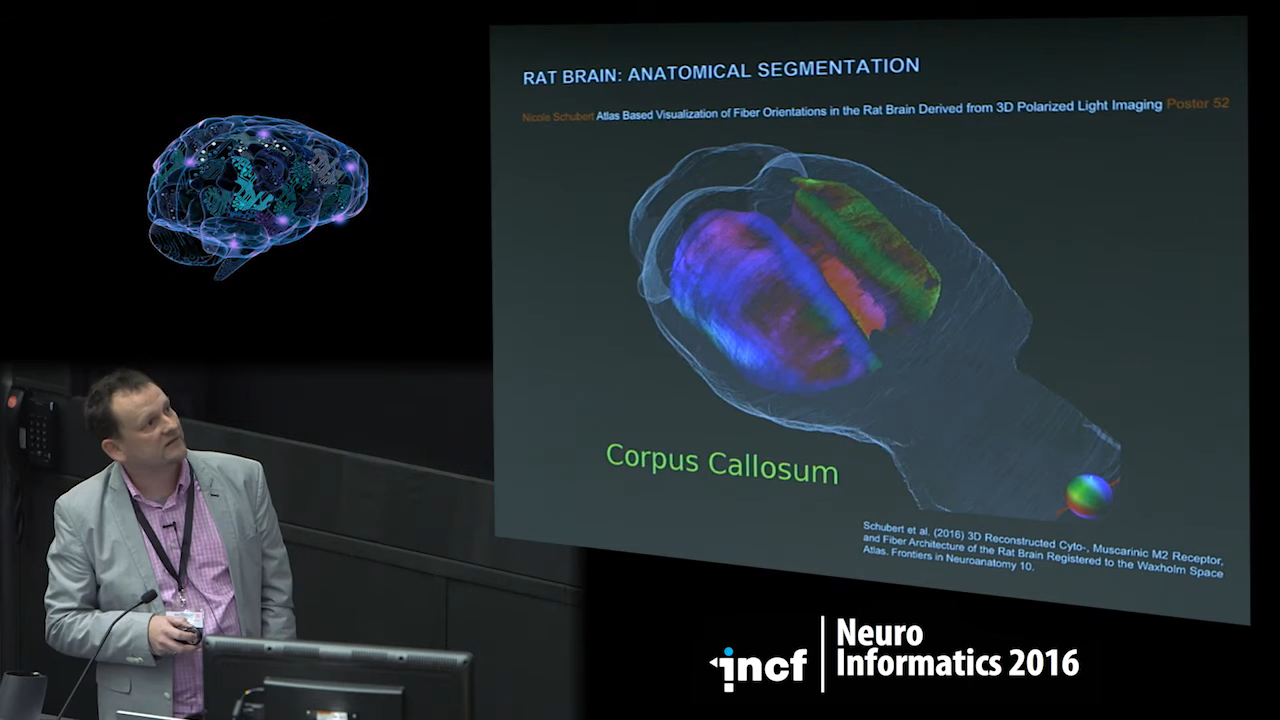 RAT BRAIN: ANATOMICAL SEGMENTATION
Nicole Schubert Atlas Based Visualization of Fiber Orientations in the Rat Brain Derived from 3D Polarized Light Imaging Poster 52
Corpus Callosum
Schubert et al. (2016) 3D Reconstructed Cyto-, Muscarinic M2 Receptor,
and Fiber Architecture of the Rat Brain Registered to the Waxholm Space
Atlas. Frontiers in Neuroanatomy 10.
incf
Neuro
Informatics 2016